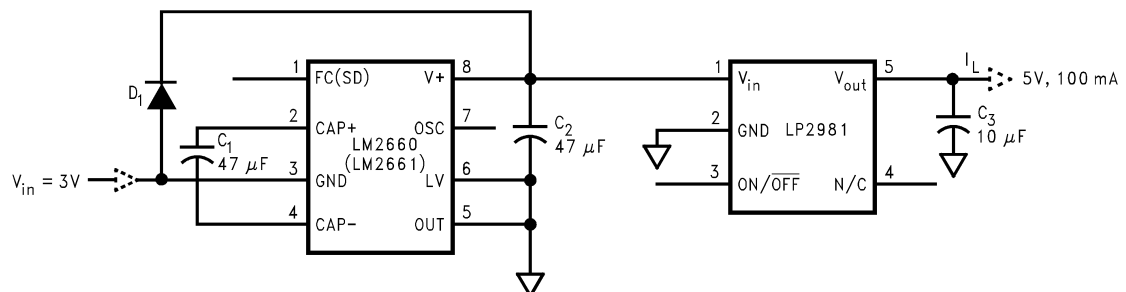 D1
Vin = 3V
C1
47 µF
1
2
3
4
FC(SD)
CAP+
GND
CAP-
LM2660
(LM2661)
V+
OSC
LV
OUT
8
7
6
5
C2
47 µF
1
2
3
Vin
GND
ON/O̅F̅F̅
LP2981
Vout
N/C
5
4
IL
5V, 100 mA
C3
10 µF